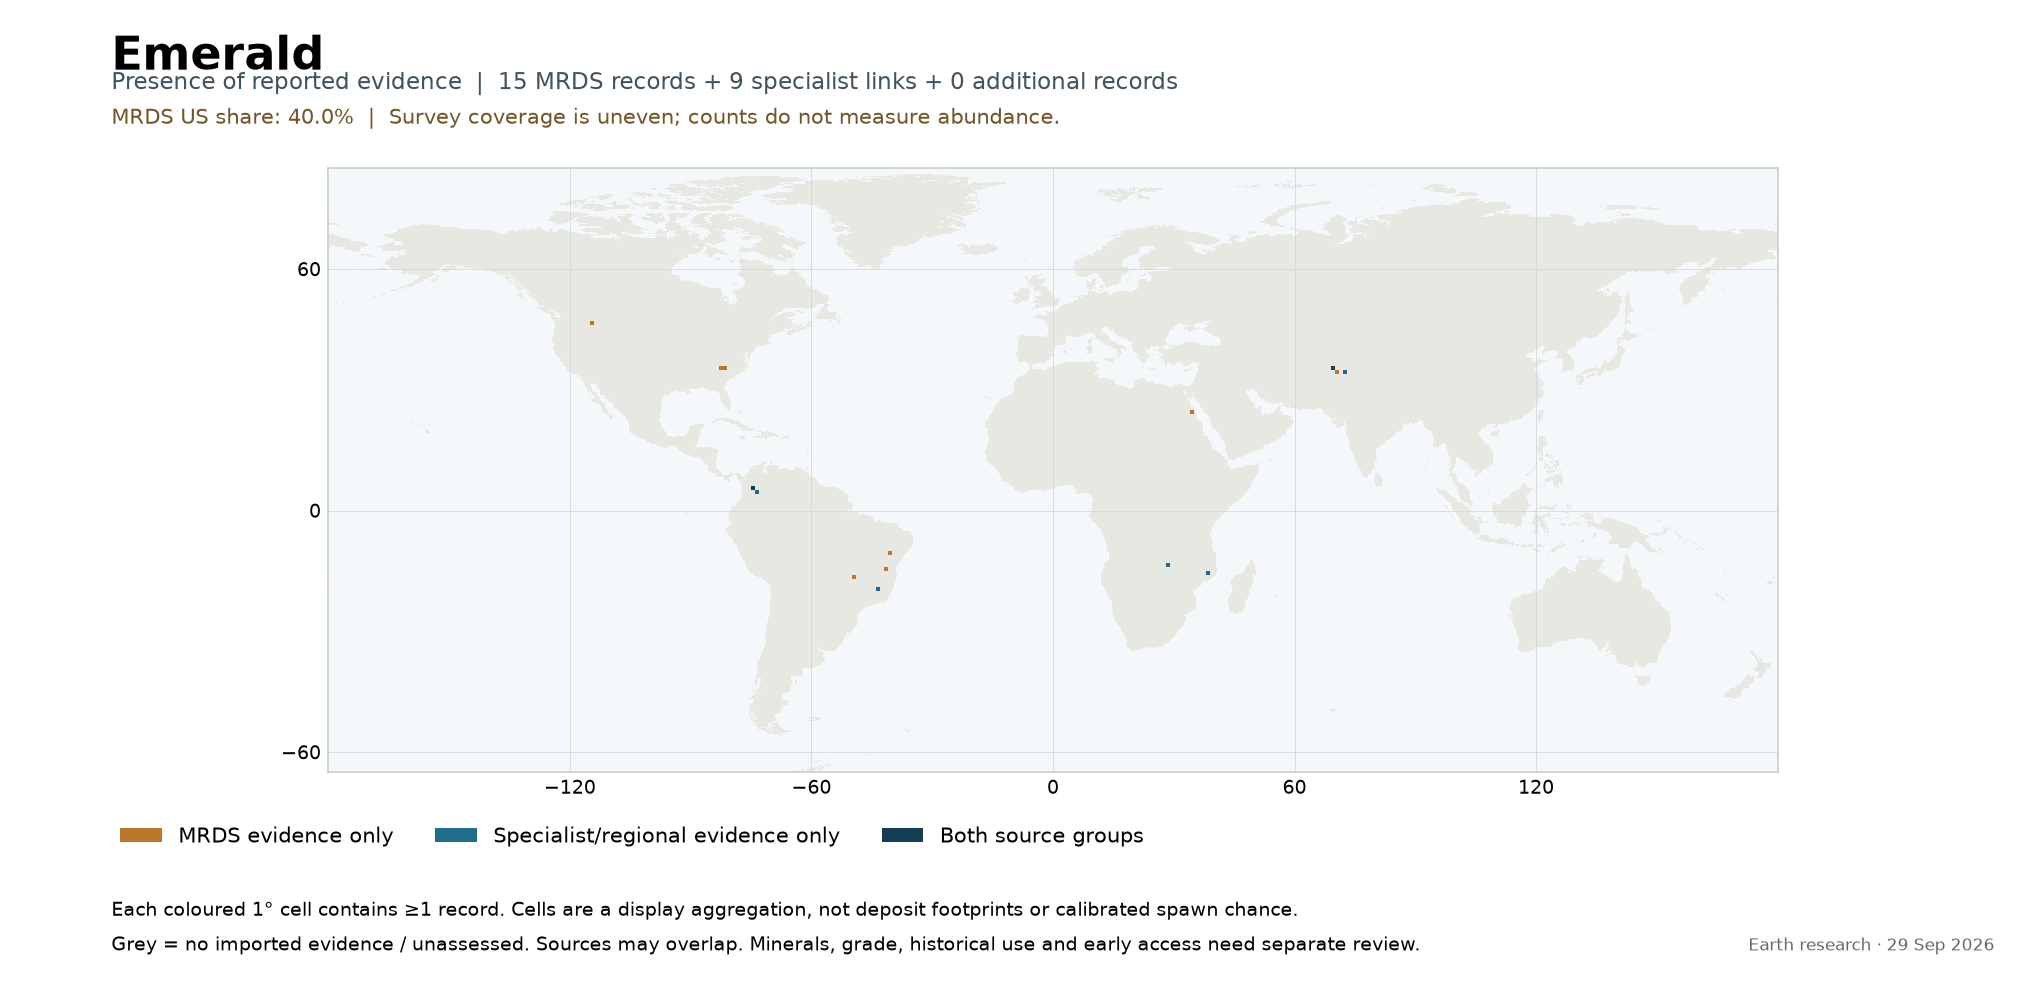 Emerald
Presence of reported evidence | 15 MRDS records + 9 specialist links + 0 additional records
MRDS US share: 40.0% | Survey coverage is uneven; counts do not measure abundance.
60
0
−60
−120
−60
0
60
120
MRDS evidence only
Specialist/regional evidence only
Both source groups
Each coloured 1° cell contains ≥1 record. Cells are a display aggregation, not deposit footprints or calibrated spawn chance.
Grey = no imported evidence / unassessed. Sources may overlap. Minerals, grade, historical use and early access need separate review.
Earth research · 29 Sep 2026